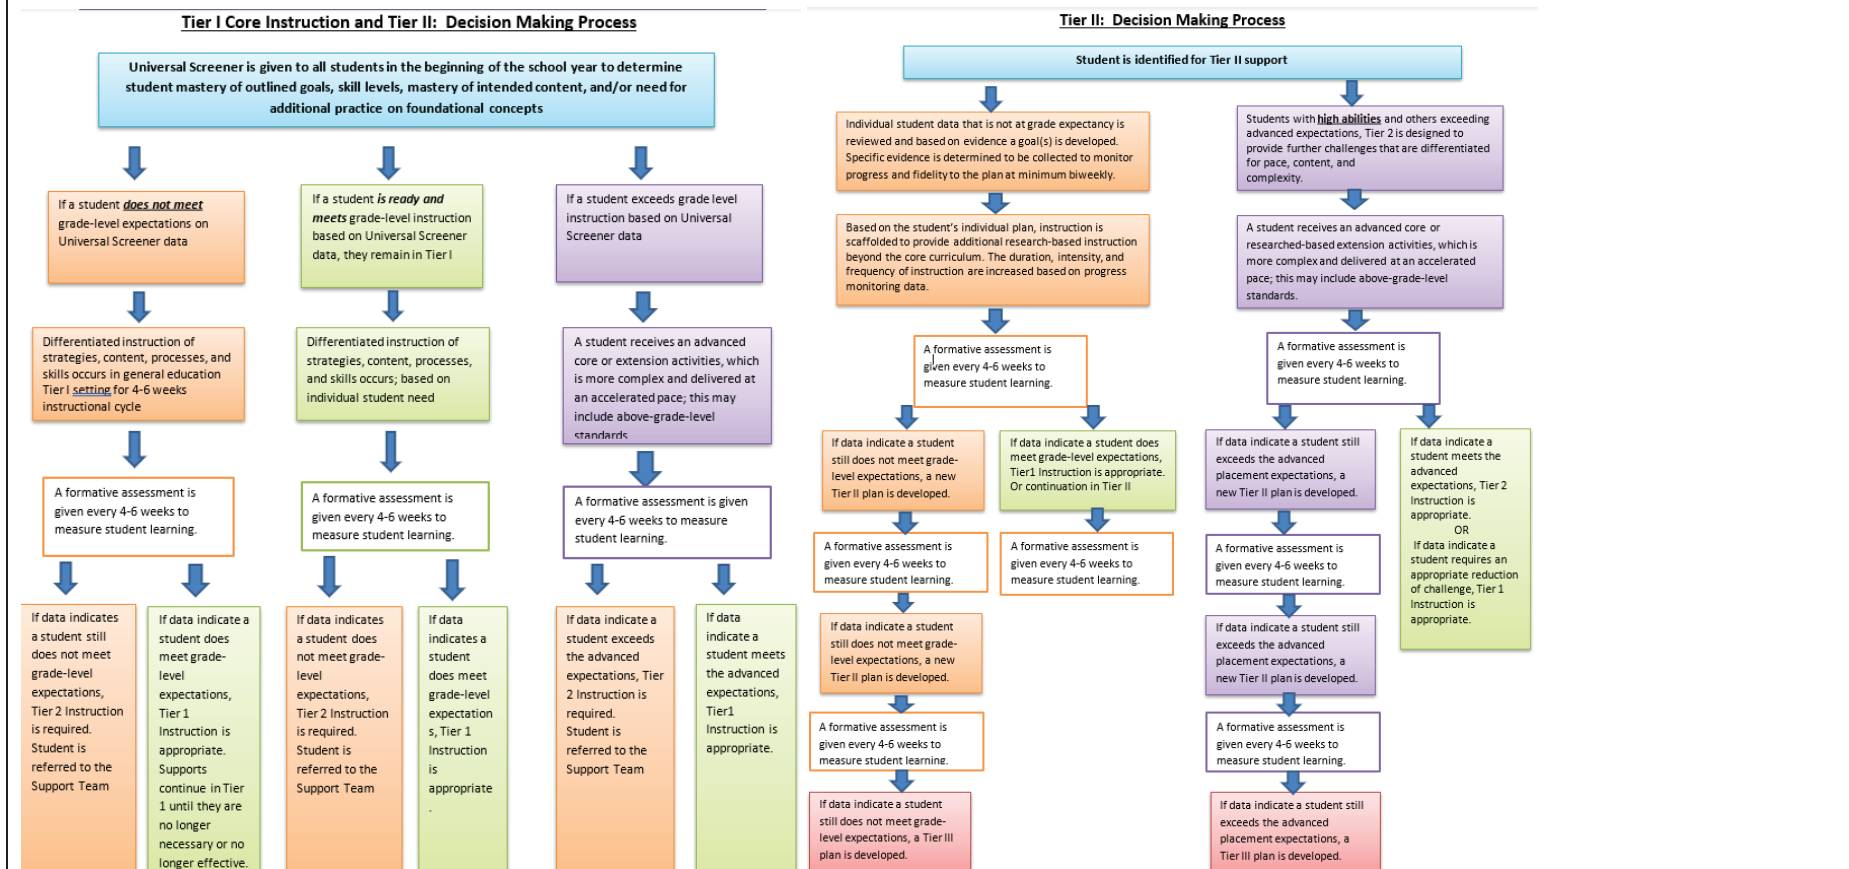 Tier I Core Instruction and Tier II:  Decision Making Process
Universal Screener is given to all students in the beginning of the school year to determine
student mastery of outlined goals, skill levels, mastery of intended content, and/or need for
additional practice on foundational concepts
If a student does not meet
grade-level expectations on
Universal Screener data
If a student is ready and
meets grade-level instruction
based on Universal Screener
data, they remain in Tier I
If a student exceeds grade level
instruction based on Universal
Screener data
Differentiated instruction of
strategies, content, processes, and
skills occurs in general education
Tier I setting for 4-6 weeks
instructional cycle
Differentiated instruction of
strategies, content, processes,
and skills occurs; based on
individual student need
A student receives an advanced
core or extension activities, which
is more complex and delivered at
an accelerated pace; this may
include above-grade-level
standards
A formative assessment is
given every 4-6 weeks to
measure student learning.
A formative assessment is
given every 4-6 weeks to
measure student learning.
A formative assessment is given
every 4-6 weeks to measure
student learning.
If data indicates
a student still
does not meet
grade-level
expectations,
Tier 2 Instruction
is required.
Student is
referred to the
Support Team
If data indicate a
student does
meet grade-
level
expectations,
Tier 1
Instruction is
appropriate.
Supports
continue in Tier
1 until they are
no longer
necessary or no
longer effective.
If data indicates
a student does
not meet grade-
level
expectations,
Tier 2 Instruction
is required.
Student is
referred to the
Support Team
If data
indicates a
student
does meet
grade-level
expectation
s, Tier 1
Instruction
is
appropriate
.
If data indicate a
student exceeds
the advanced
expectations, Tier
2 Instruction is
required.
Student is
referred to the
Support Team
If data
indicate a
student meets
the advanced
expectations,
Tier1
Instruction is
appropriate.
Tier II:  Decision Making Process
Student is identified for Tier II support
Individual student data that is not at grade expectancy is
reviewed and based on evidence a goal(s) is developed.
Specific evidence is determined to be collected to monitor
progress and fidelity to the plan at minimum biweekly.
Students with high abilities and others exceeding
advanced expectations, Tier 2 is designed to
provide further challenges that are differentiated
for pace, content, and
complexity.
Based on the student's individual plan, instruction is
scaffolded to provide additional research-based instruction
beyond the core curriculum. The duration, intensity, and
frequency of instruction are increased based on progress
monitoring data.
A student receives an advanced core or
researched-based extension activities, which is
more complex and delivered at an accelerated
pace; this may include above-grade-level
standards.
A formative assessment is
given every 4-6 weeks to
measure student learning.
A formative assessment is
given every 4-6 weeks to
measure student learning.
If data indicate a student
still does not meet grade-
level expectations, a new
Tier II plan is developed.
If data indicate a student does
meet grade-level expectations,
Tier1 Instruction is appropriate.
Or continuation in Tier II
If data indicate a student still
exceeds the advanced
placement expectations, a
new Tier II plan is developed.
If data indicate a
student meets the
advanced
expectations, Tier 2
Instruction is
appropriate.
OR
If data indicate a
student requires an
appropriate reduction
of challenge, Tier 1
Instruction is
appropriate.
A formative assessment is
given every 4-6 weeks to
measure student learning.
A formative assessment is
given every 4-6 weeks to
measure student learning.
A formative assessment is
given every 4-6 weeks to
measure student learning.
If data indicate a student
still does not meet grade-
level expectations, a new
Tier II plan is developed.
If data indicate a student still
exceeds the advanced
placement expectations, a
new Tier II plan is developed.
A formative assessment is
given every 4-6 weeks to
measure student learning.
A formative assessment is
given every 4-6 weeks to
measure student learning.
If data indicate a student
still does not meet grade-
level expectations, a Tier III
plan is developed.
If data indicate a student still
exceeds the advanced
placement expectations, a
Tier III plan is developed.